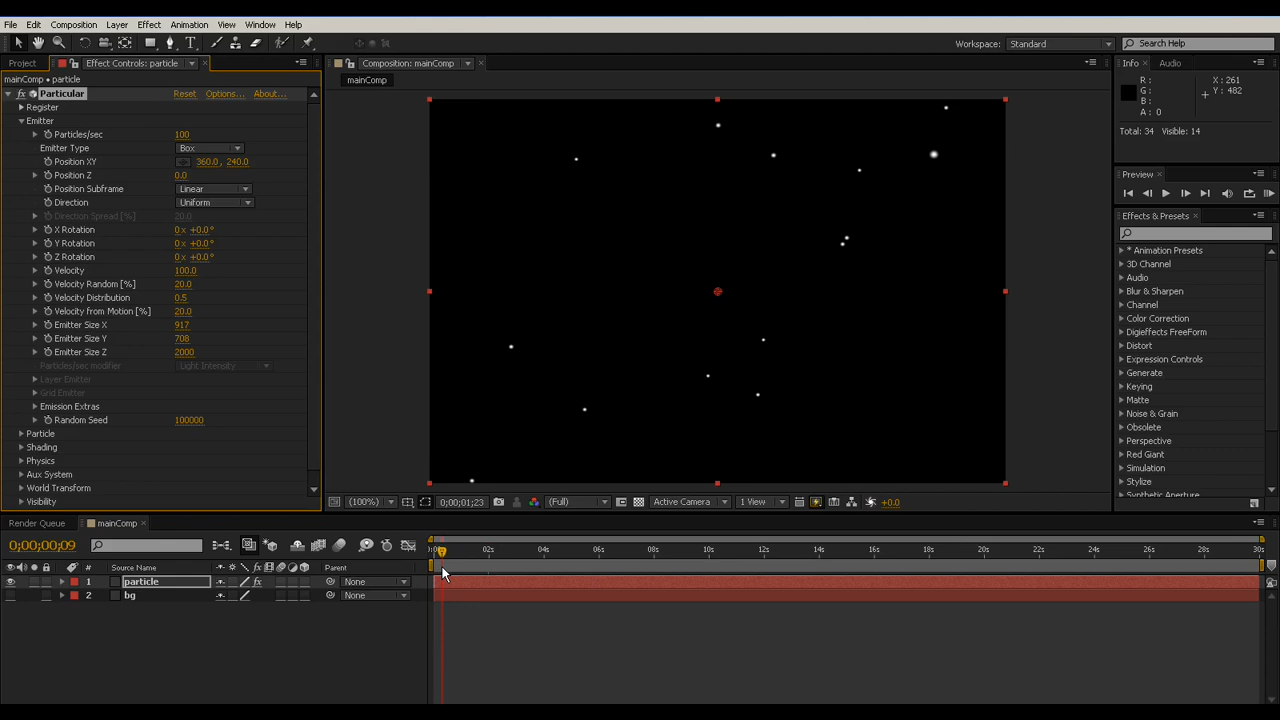 File Edit Composition Layer Effect Animation View Window Help
Workspace: Standard Search Help
Project Effect Controls: particle Composition: mainComp Info Audio
mainComp • particle mainComp
fx Particular Reset Options... About...
Register
Emitter
Particles/sec 100
Emitter Type Box
Position XY 360.0, 240.0
Position Z 0.0
Position Subframe Linear
Direction Uniform
Direction Spread [%] 20.0
X Rotation 0 x +0.0°
Y Rotation 0 x +0.0°
Z Rotation 0 x +0.0°
Velocity 100.0
Velocity Random [%] 20.0
Velocity Distribution 0.5
Velocity from Motion [%] 20.0
Emitter Size X 917
Emitter Size Y 708
Emitter Size Z 2000
Particles/sec modifier Light Intensity
Layer Emitter
Grid Emitter
Emission Extras
Random Seed 100000
Particle
Shading
Physics
Aux System
World Transform
Visibility
R: X: 261
G: Y: 482
B:
A: 0
Total: 34 Visible: 14
Preview
Effects & Presets
* Animation Presets
3D Channel
Audio
Blur & Sharpen
Channel
Color Correction
Digieffects FreeForm
Distort
Expression Controls
Generate
Keying
Matte
Noise & Grain
Obsolete
Perspective
Red Giant
Simulation
Stylize
Synthetic Aperture
(100%) 0;00;01;23 (Full) Active Camera 1 View +0.0
Render Queue mainComp
0;00;00;09
02s 04s 06s 08s 10s 12s 14s 16s 18s 20s 22s 24s 26s 28s 30s
# Source Name fx Parent
1 particle fx None
2 bg None